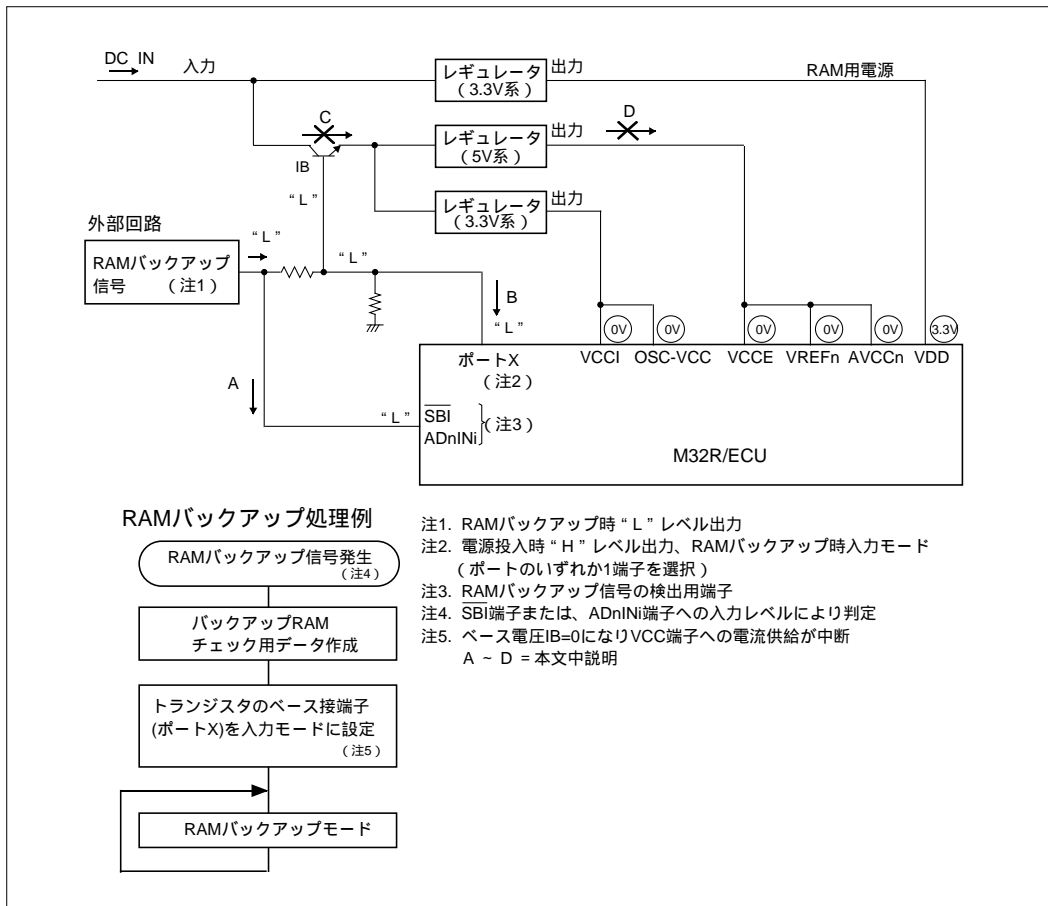 DC IN
入力
レギュレータ
（3.3V系）
出力
RAM用電源
C
IB
レギュレータ
（5V系）
出力
D
“ L ”
レギュレータ
（3.3V系）
出力
外部回路
RAMバックアップ
信号 （注1）
“ L ”
“ L ”
B
“ L ”
A
0V
0V
0V
0V
0V
3.3V
ポートX
（注2）
VCCI
OSC-VCC
VCCE
VREFn
AVCCn
VDD
“ L ”
SBI
ADnINi
（注3）
M32R/ECU
RAMバックアップ処理例
RAMバックアップ信号発生
（注4）
バックアップRAM
チェック用データ作成
トランジスタのベース接端子
(ポートX)を入力モードに設定
（注5）
RAMバックアップモード
注1. RAMバックアップ時 “ L ” レベル出力
注2. 電源投入時 “ H ” レベル出力、RAMバックアップ時入力モード
（ポートのいずれか1端子を選択）
注3. RAMバックアップ信号の検出用端子
注4. SBI端子または、ADnINi端子への入力レベルにより判定
注5. ベース電圧IB=0になりVCC端子への電流供給が中断
A ~ D = 本文中説明